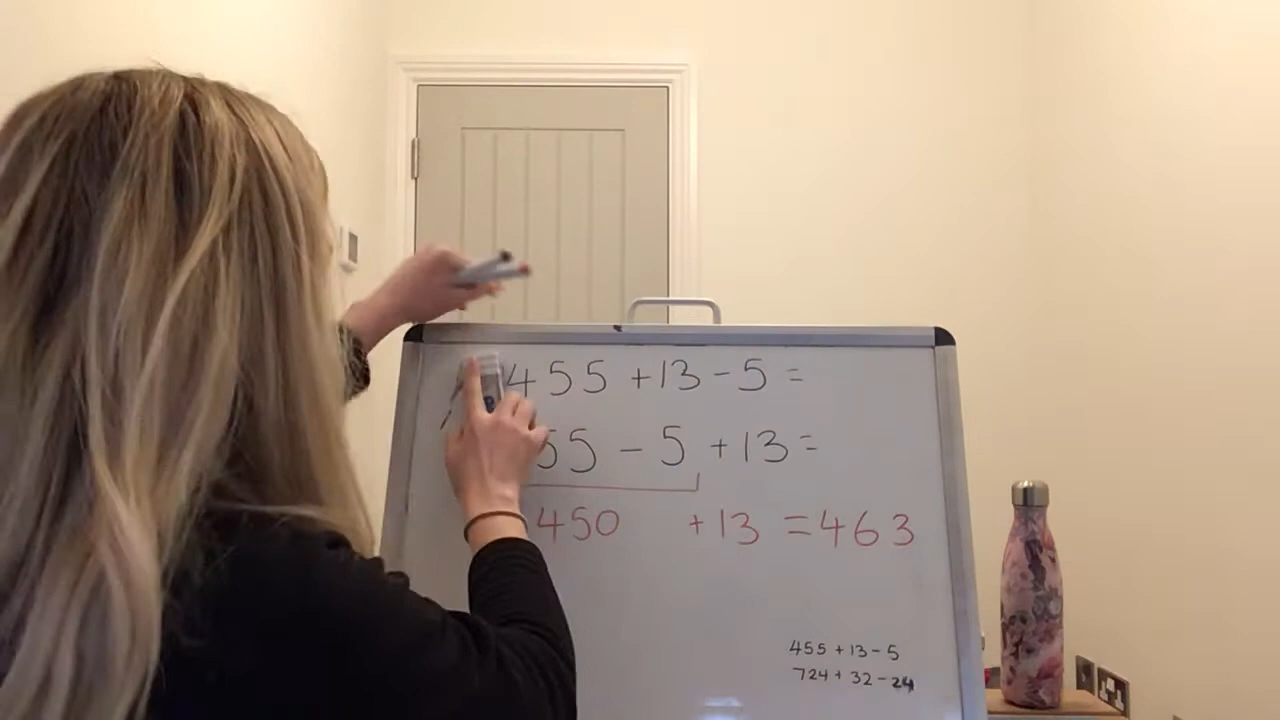 455 +13-5 =
55 - 5 +13=
450 +13 =463
455 + 13 - 5
724 + 32 - 24